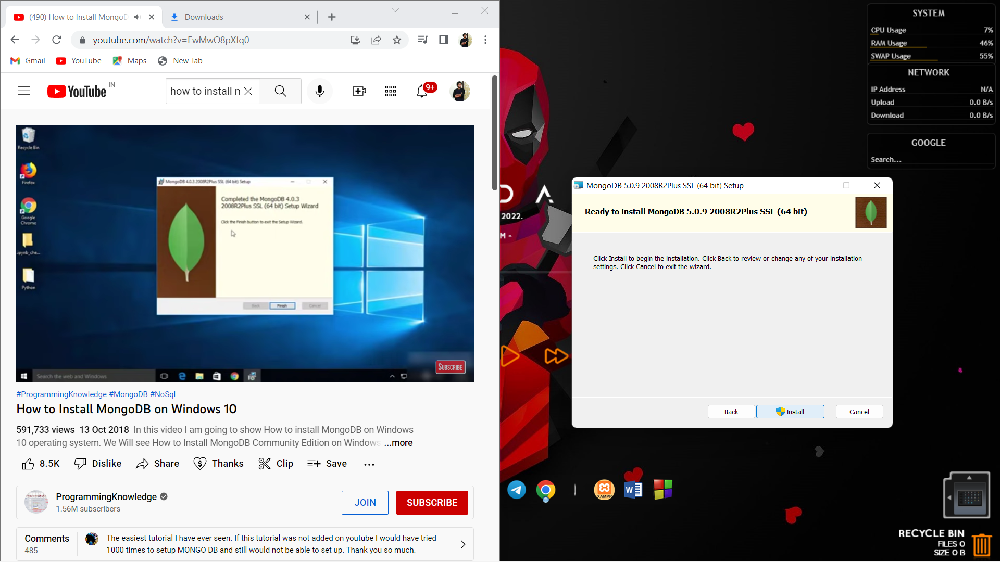 (490) How to Install MongoD
Downloads
youtube.com/watch?v=FwMwO8pXfq0
Gmail
YouTube
Maps
New Tab
YouTube IN
how to install m
9+
Recycle Bin
Firefox
Google
Chrome
ipynb_che...
Python
MongoDB 4.0.3 2008R2Plus SSL (64 bit) Setup
Completed the MongoDB 4.0.3
2008R2Plus SSL (64 bit) Setup Wizard
Click the Finish button to exit the Setup Wizard.
Back
Finish
Cancel
SUBSCRIBE
Search the web and Windows
#ProgrammingKnowledge #MongoDB #NoSql
How to Install MongoDB on Windows 10
591,733 views 13 Oct 2018 In this video I am going to show How to install MongoDB on Windows
10 operating system. We Will see How to Install MongoDB Community Edition on Windows ...more
8.5K
Dislike
Share
Thanks
Clip
Save
ProgrammingKnowledge
1.56M subscribers
JOIN
SUBSCRIBE
Comments
485
The easiest tutorial I have ever seen. If this tutorial was not added on youtube I would have tried
1000 times to setup MONGO DB and still would not be able to set up. Thank you so much.
2022.
M -
MongoDB 5.0.9 2008R2Plus SSL (64 bit) Setup
Ready to install MongoDB 5.0.9 2008R2Plus SSL (64 bit)
Click Install to begin the installation. Click Back to review or change any of your installation
settings. Click Cancel to exit the wizard.
Back
Install
Cancel
SYSTEM
CPU Usage 7%
RAM Usage 46%
SWAP Usage 55%
NETWORK
IP Address N/A
Upload 0.0 B/s
Download 0.0 B/s
GOOGLE
Search...
XAMPP
W
RECYCLE BIN
FILES 0
SIZE 0 B